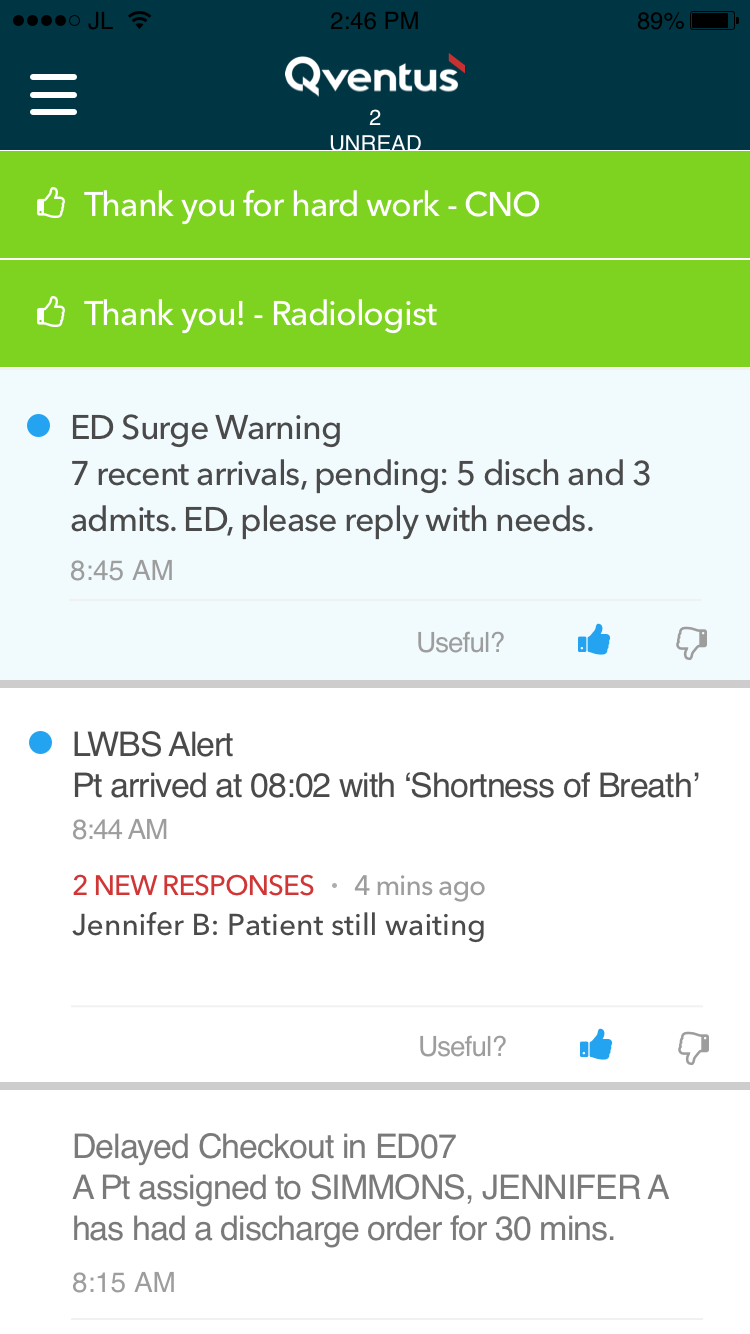 JL 2:46 PM 89%
Qventus
2
UNREAD
Thank you for hard work - CNO
Thank you! - Radiologist
ED Surge Warning
7 recent arrivals, pending: 5 disch and 3
admits. ED, please reply with needs.
8:45 AM
Useful?
LWBS Alert
Pt arrived at 08:02 with ‘Shortness of Breath’
8:44 AM
2 NEW RESPONSES · 4 mins ago
Jennifer B: Patient still waiting
Useful?
Delayed Checkout in ED07
A Pt assigned to SIMMONS, JENNIFER A
has had a discharge order for 30 mins.
8:15 AM